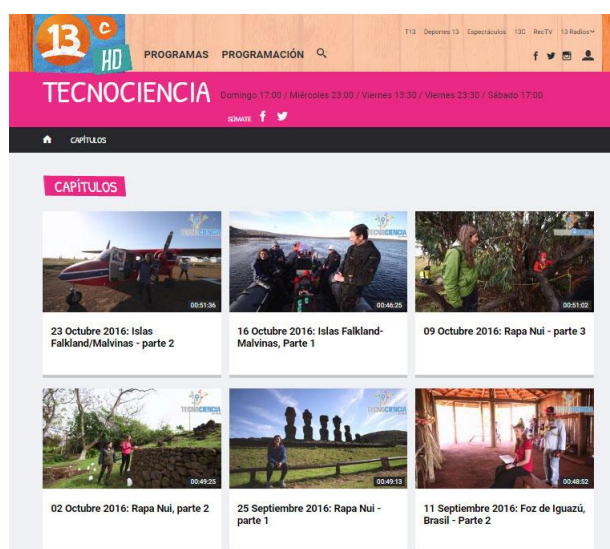 T13 Deportes 13 Espectáculos 13C RecTV 13 Radios
13 C
HD
PROGRAMAS PROGRAMACIÓN
TECNOCIENCIA
Domingo 17:00 / Miércoles 23:00 / Viernes 13:30 / Viernes 23:30 / Sábado 17:00
SÚMATE
CAPÍTULOS
CAPÍTULOS
TECNOCIENCIA
00:51:36
TECNOCIENCIA
00:46:25
TECNOCIENCIA
00:51:02
23 Octubre 2016: Islas
Falkland/Malvinas - parte 2
16 Octubre 2016: Islas Falkland-
Malvinas, Parte 1
09 Octubre 2016: Rapa Nui - parte 3
TECNOCIENCIA
00:49:25
TECNOCIENCIA
00:49:13
TECNOCIENCIA
00:48:52
02 Octubre 2016: Rapa Nui, parte 2
25 Septiembre 2016: Rapa Nui -
parte 1
11 Septiembre 2016: Foz de Iguazú,
Brasil - Parte 2